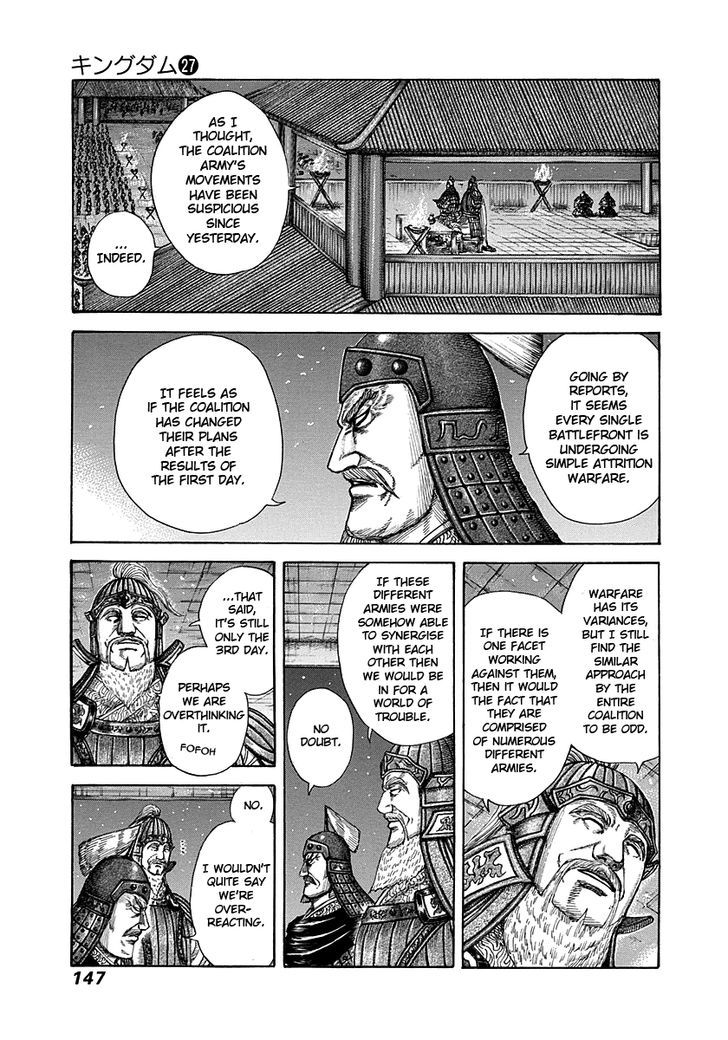 キングダム㉗
AS I
THOUGHT,
THE COALITION
ARMY'S
MOVEMENTS
HAVE BEEN
SUSPICIOUS
SINCE
YESTERDAY.
...
INDEED.
GOING BY
REPORTS,
IT SEEMS
EVERY SINGLE
BATTLEFRONT IS
UNDERGOING
SIMPLE ATTRITION
WARFARE.
IT FEELS AS
IF THE COALITION
HAS CHANGED
THEIR PLANS
AFTER THE
RESULTS OF
THE FIRST DAY.
WARFARE
HAS ITS
VARIANCES,
BUT I STILL
FIND THE
SIMILAR
APPROACH
BY THE
ENTIRE
COALITION
TO BE ODD.
IF THERE IS
ONE FACET
WORKING
AGAINST THEM,
THEN IT WOULD
THE FACT THAT
THEY ARE
COMPRISED
OF NUMEROUS
DIFFERENT
ARMIES.
IF THESE
DIFFERENT
ARMIES WERE
SOMEHOW ABLE
TO SYNERGISE
WITH EACH
OTHER THEN
WE WOULD BE
IN FOR A
WORLD OF
TROUBLE.
NO
DOUBT.
...THAT
SAID,
IT'S STILL
ONLY THE
3RD DAY.
PERHAPS
WE ARE
OVERTHINKING
IT.
FOFOH
NO.
I WOULDN'T
QUITE SAY
WE'RE
OVER-
REACTING.
147